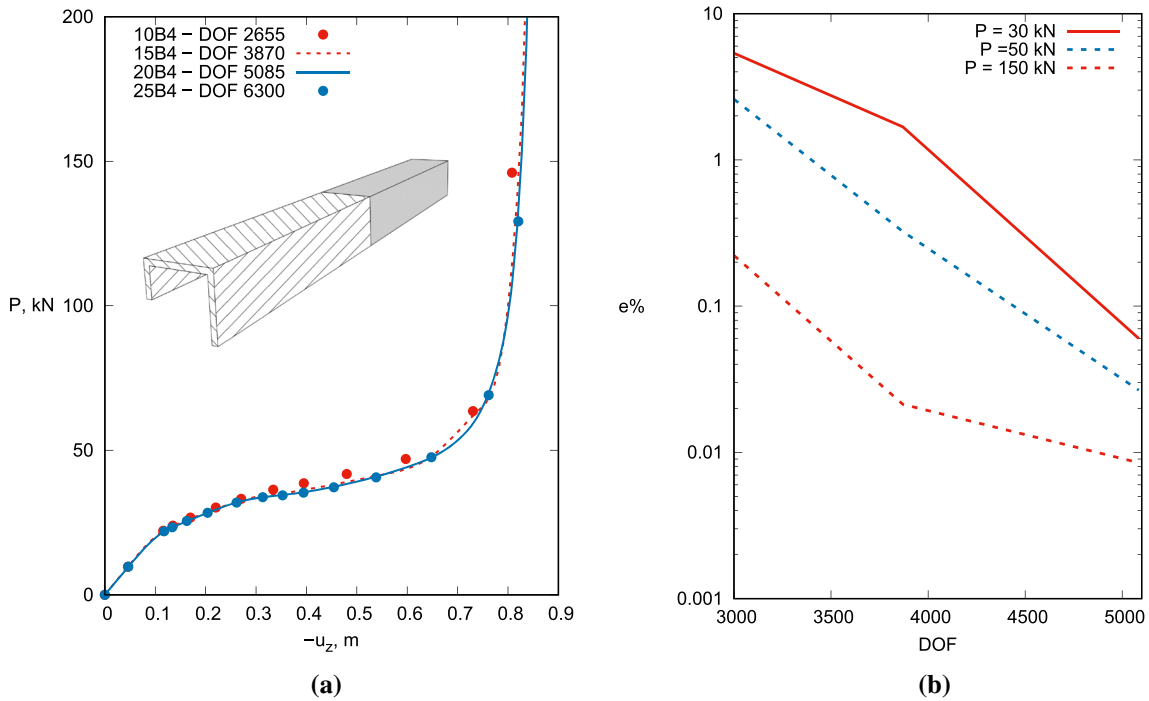 200
150
100
50
0
P, kN
10B4 – DOF 2655
15B4 – DOF 3870
20B4 – DOF 5085
25B4 – DOF 6300
0 0.1 0.2 0.3 0.4 0.5 0.6 0.7 0.8 0.9
–u_z, m
(a)
10
1
0.1
0.01
0.001
e%
P = 30 kN
P =50 kN
P = 150 kN
3000 3500 4000 4500 5000
DOF
(b)